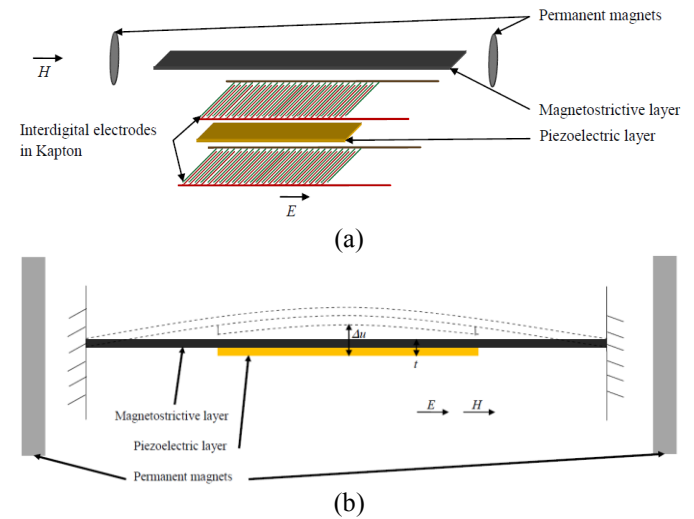 Permanent magnets
H
Magnetostrictive layer
Interdigital electrodes
in Kapton
Piezoelectric layer
E
(a)
Δu
t
E H
Magnetostrictive layer
Piezoelectric layer
Permanent magnets
(b)